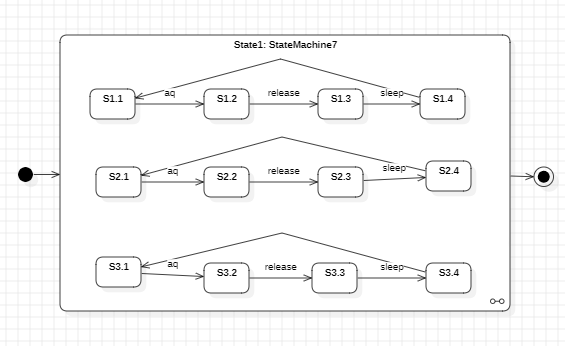 State1: StateMachine7
S1.1 aq S1.2 release S1.3 sleep S1.4
S2.1 aq S2.2 release S2.3 sleep S2.4
S3.1 aq S3.2 release S3.3 sleep S3.4